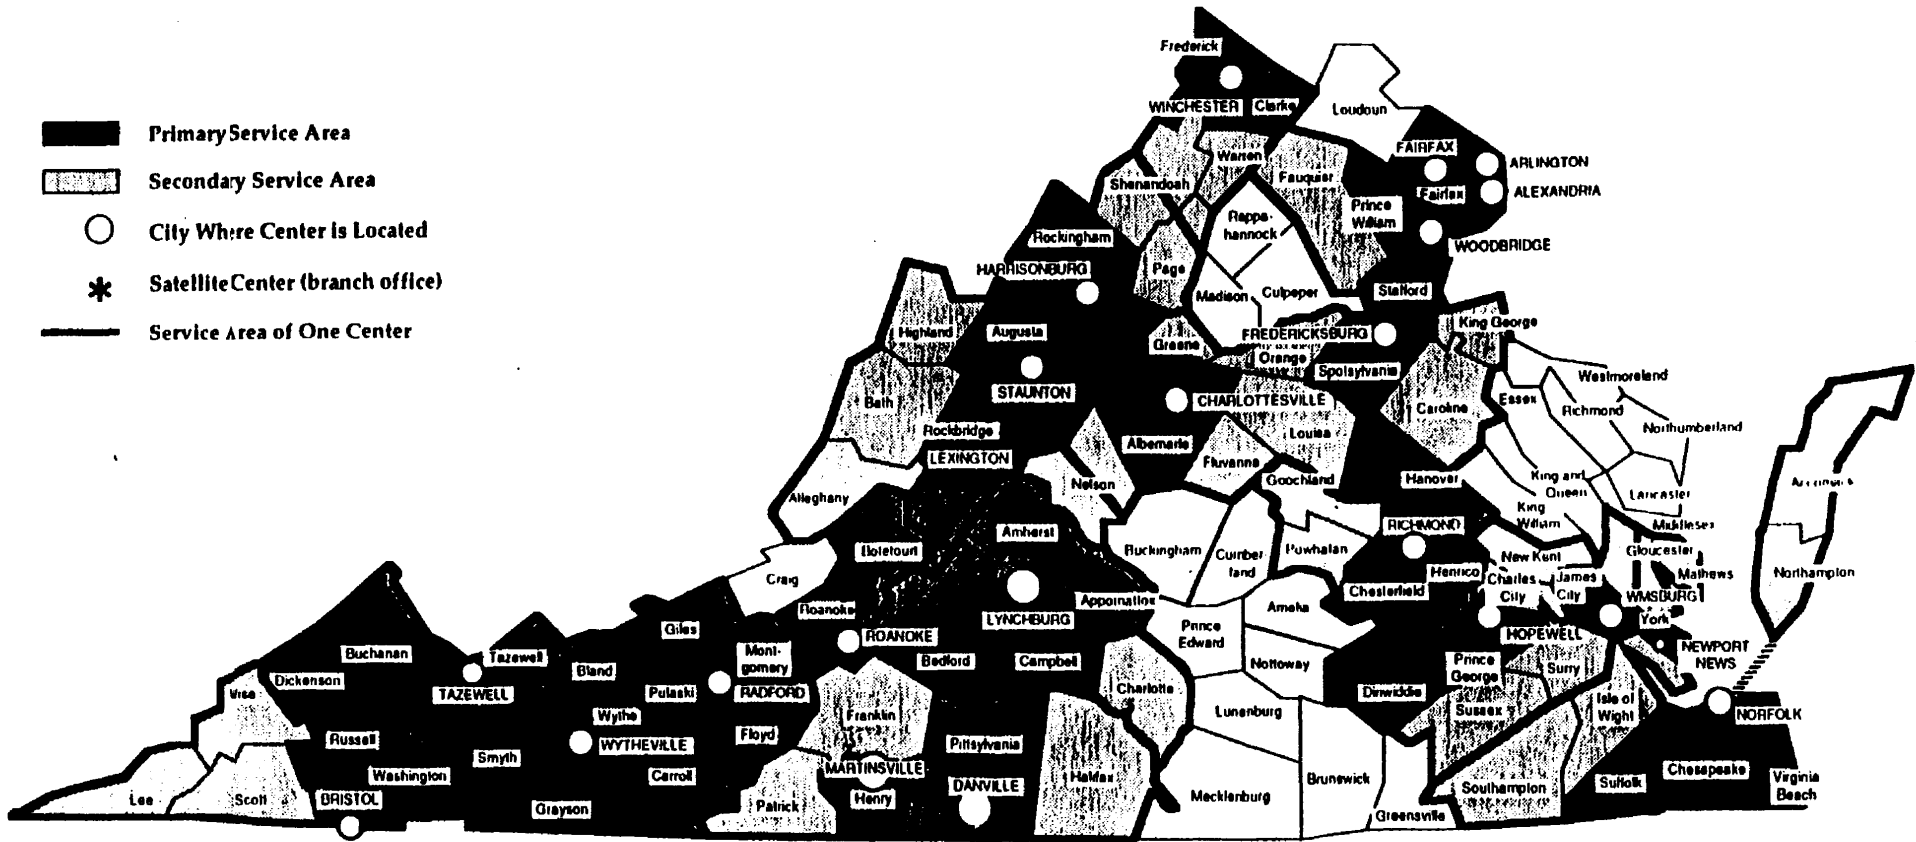 Primary Service Area
Secondary Service Area
City Where Center is Located
Satellite Center (branch office)
Service Area of One Center
Frederick
WINCHESTER
Clarke
Loudoun
FAIRFAX
ARLINGTON
Fairfax
ALEXANDRIA
Warren
Fauquier
Shenandoah
Prince
William
WOODBRIDGE
Rappa-
hannock
Rockingham
HARRISONBURG
Page
Madison
Culpeper
Stafford
Highland
Augusta
Greene
FREDERICKSBURG
King George
Orange
Spotsylvania
STAUNTON
CHARLOTTESVILLE
Bath
Caroline
Essex
Westmoreland
Richmond
Northumberland
Rockbridge
LEXINGTON
Albemarle
Louisa
Fluvanna
Goochland
Hanover
King and
Queen
Lancaster
King
William
Middlesex
Alleghany
Nelson
Amherst
Buckingham
Cumber
land
Powhatan
RICHMOND
New Kent
Gloucester
Mathews
Northampton
Botetourt
Craig
Henrico
Charles
City
James
City
WMSBURG
York
Chesterfield
Roanoke
ROANOKE
LYNCHBURG
Appomattox
Amelia
Prince
Edward
HOPEWELL
NEWPORT
NEWS
Giles
Mont-
gomery
Bedford
Campbell
Nottoway
Prince
George
Surry
Buchanan
Tazewell
TAZEWELL
Bland
Pulaski
RADFORD
Charlotte
Dinwiddie
Sussex
Isle of
Wight
NORFOLK
Dickenson
Wise
Wythe
WYTHEVILLE
Floyd
Franklin
Lunenburg
Russell
Smyth
Washington
Carroll
MARTINSVILLE
Henry
Pittsylvania
DANVILLE
Halifax
Mecklenburg
Brunswick
Southampton
Suffolk
Chesapeake
Virginia
Beach
Lee
Scott
BRISTOL
Grayson
Patrick
Greensville